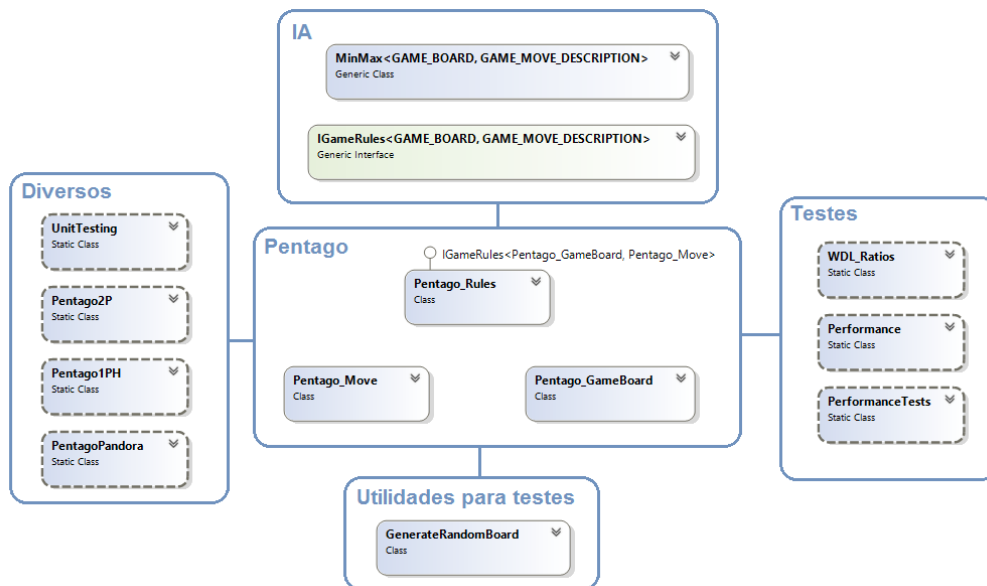 IA
MinMax<GAME_BOARD, GAME_MOVE_DESCRIPTION>
Generic Class
IGameRules<GAME_BOARD, GAME_MOVE_DESCRIPTION>
Generic Interface
Diversos
UnitTesting
Static Class
Pentago2P
Static Class
Pentago1PH
Static Class
PentagoPandora
Static Class
Pentago
IGameRules<Pentago_GameBoard, Pentago_Move>
Pentago_Rules
Class
Pentago_Move
Class
Pentago_GameBoard
Class
Testes
WDL_Ratios
Static Class
Performance
Static Class
PerformanceTests
Static Class
Utilidades para testes
GenerateRandomBoard
Class